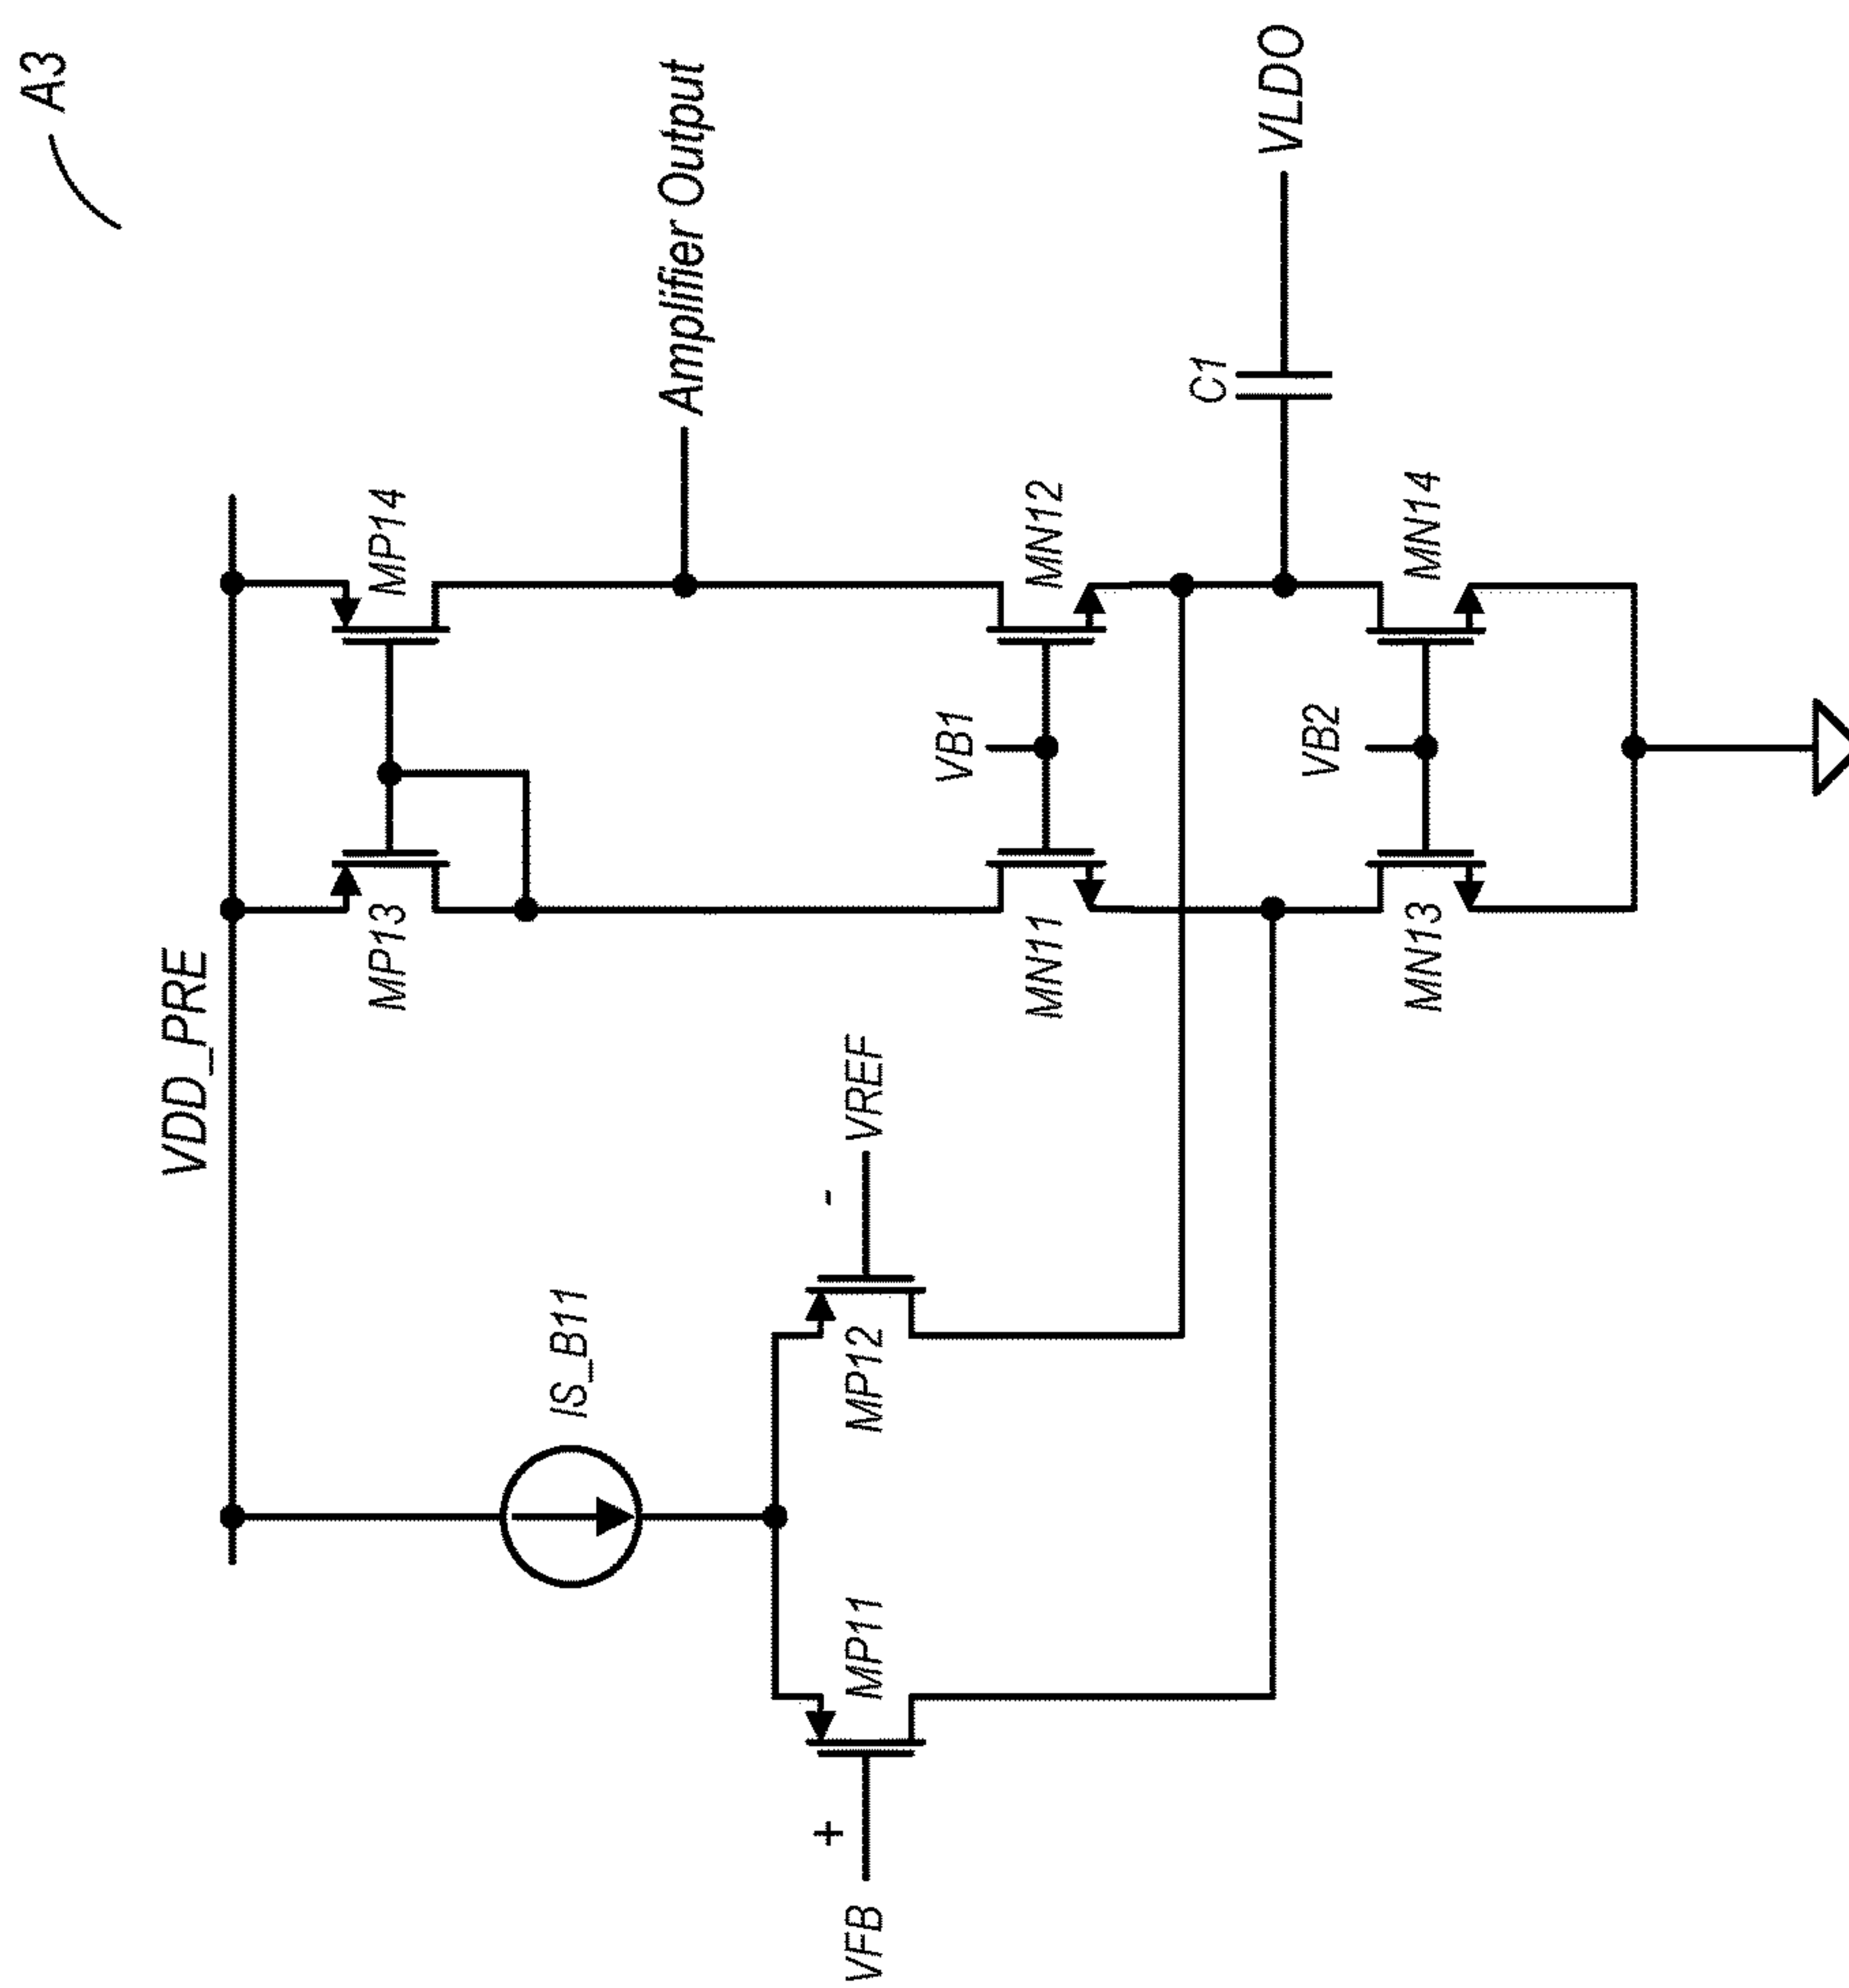 A3
VDD_PRE
MP13
MP14
IS_B11
Amplifier Output
VFB
+
MP11
MP12
-
VREF
VB1
MN11
MN12
C1
VLDO
VB2
MN13
MN14